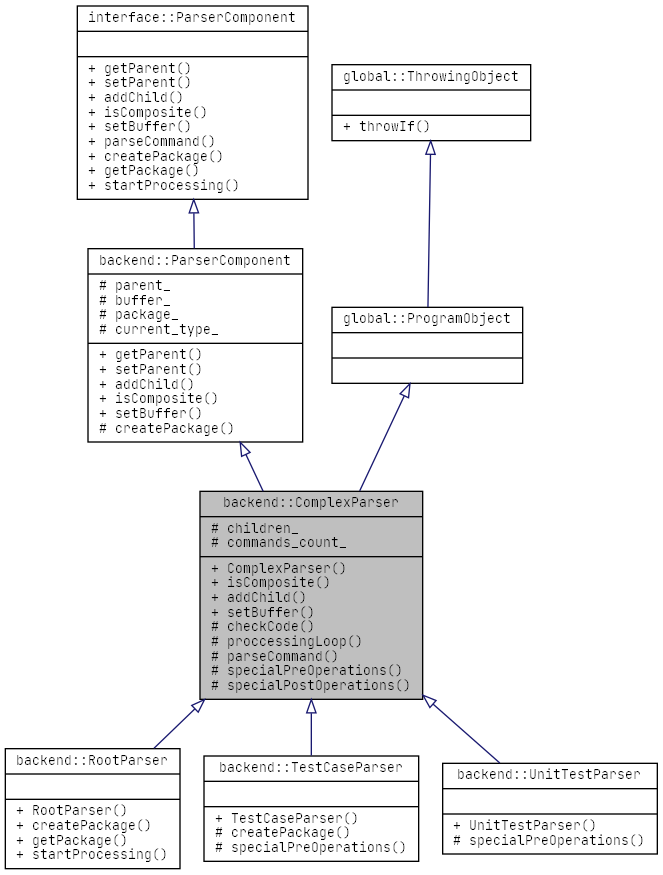 interface::ParserComponent
+ getParent()
+ setParent()
+ addChild()
+ isComposite()
+ setBuffer()
+ parseCommand()
+ createPackage()
+ getPackage()
+ startProcessing()
global::ThrowingObject
+ throwIf()
backend::ParserComponent
# parent_
# buffer_
# package_
# current_type_
+ getParent()
+ setParent()
+ addChild()
+ isComposite()
+ setBuffer()
# createPackage()
global::ProgramObject
backend::ComplexParser
# children_
# commands_count_
+ ComplexParser()
+ isComposite()
+ addChild()
+ setBuffer()
# checkCode()
# proccessingLoop()
# parseCommand()
# specialPreOperations()
# specialPostOperations()
backend::RootParser
+ RootParser()
+ createPackage()
+ getPackage()
+ startProcessing()
backend::TestCaseParser
+ TestCaseParser()
# createPackage()
# specialPreOperations()
backend::UnitTestParser
+ UnitTestParser()
# specialPreOperations()